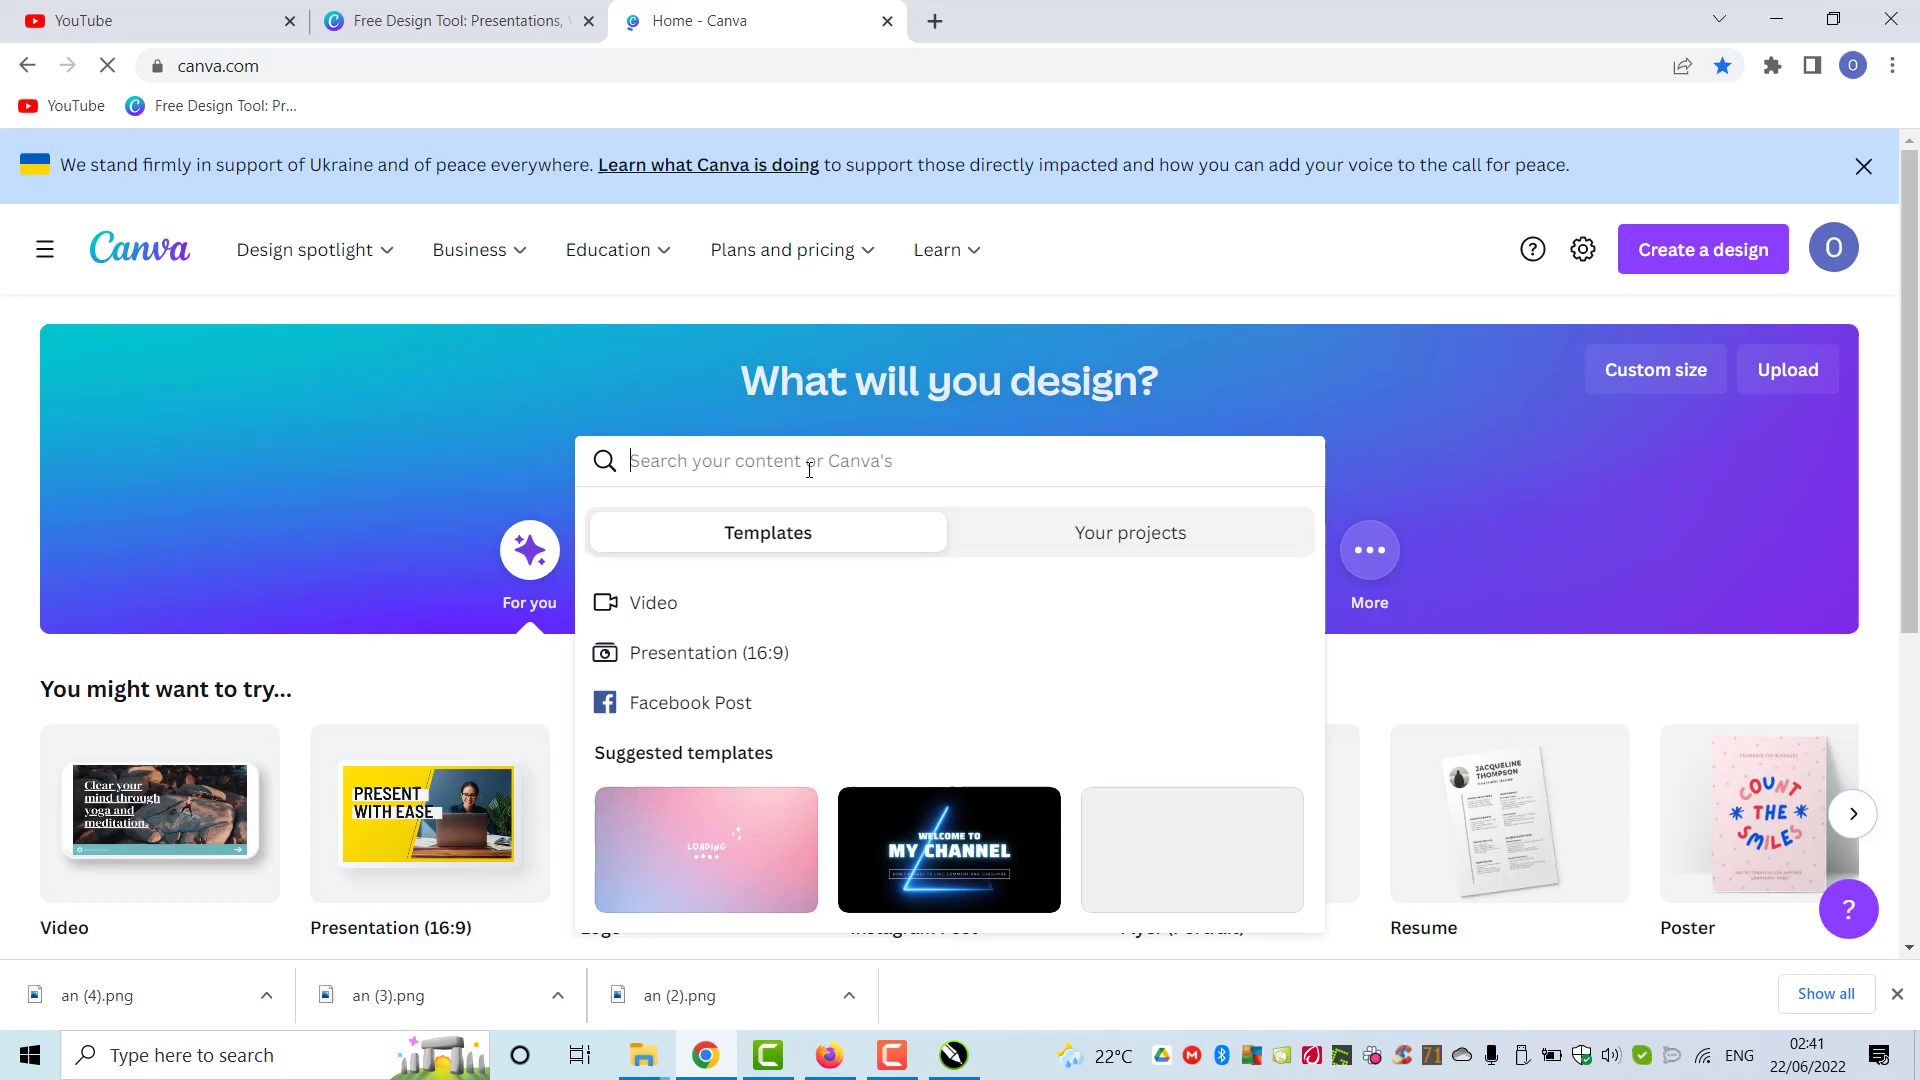 YouTube
Free Design Tool: Presentations,
Home - Canva
canva.com
O
YouTube
Free Design Tool: Pr...
We stand firmly in support of Ukraine and of peace everywhere. Learn what Canva is doing to support those directly impacted and how you can add your voice to the call for peace.
Canva
Design spotlight
Business
Education
Plans and pricing
Learn
Create a design
O
What will you design?
Custom size
Upload
Search your content or Canva's
Templates
Your projects
For you
More
Video
Presentation (16:9)
Facebook Post
Suggested templates
LOADING
WELCOME TO
MY CHANNEL
You might want to try...
Clear your
mind through
yoga and
meditation.
PRESENT
WITH EASE
JACQUELINE
THOMPSON
COUNT
THE
SMILES
Video
Presentation (16:9)
Resume
Poster
an (4).png
an (3).png
an (2).png
Show all
Type here to search
22°C
71
ENG
02:41
22/06/2022